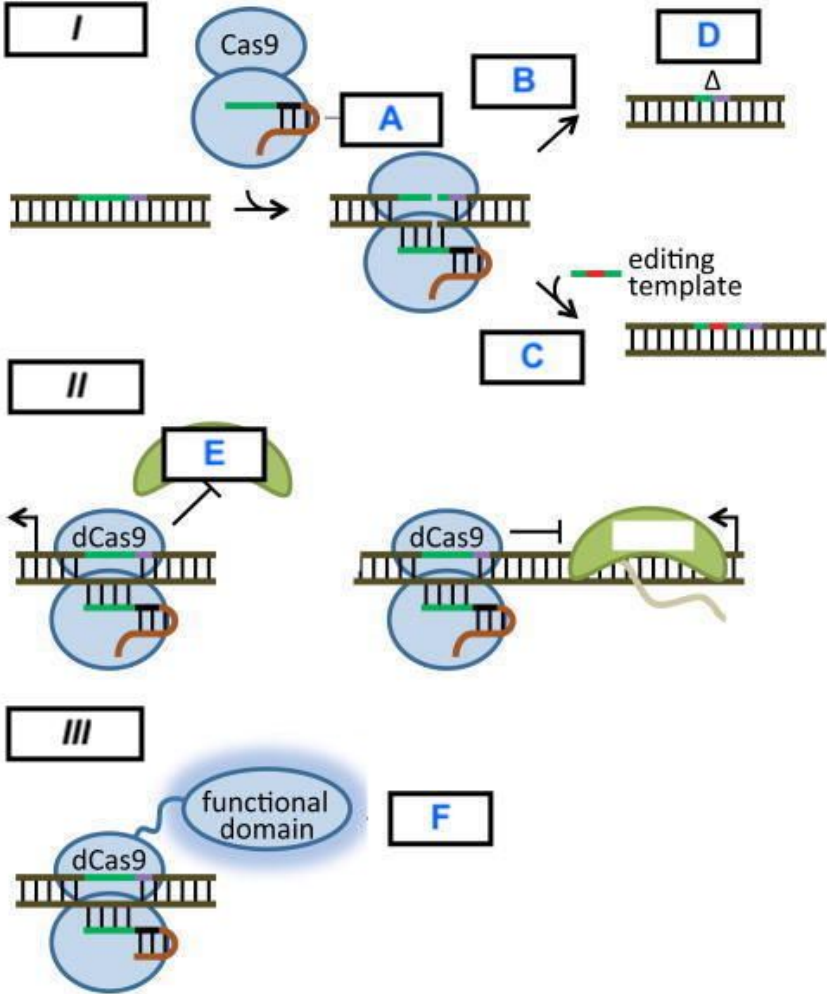 I
Cas9
A
B
D
Δ
editing
template
C
II
E
dCas9
dCas9
III
functional
domain
F
dCas9